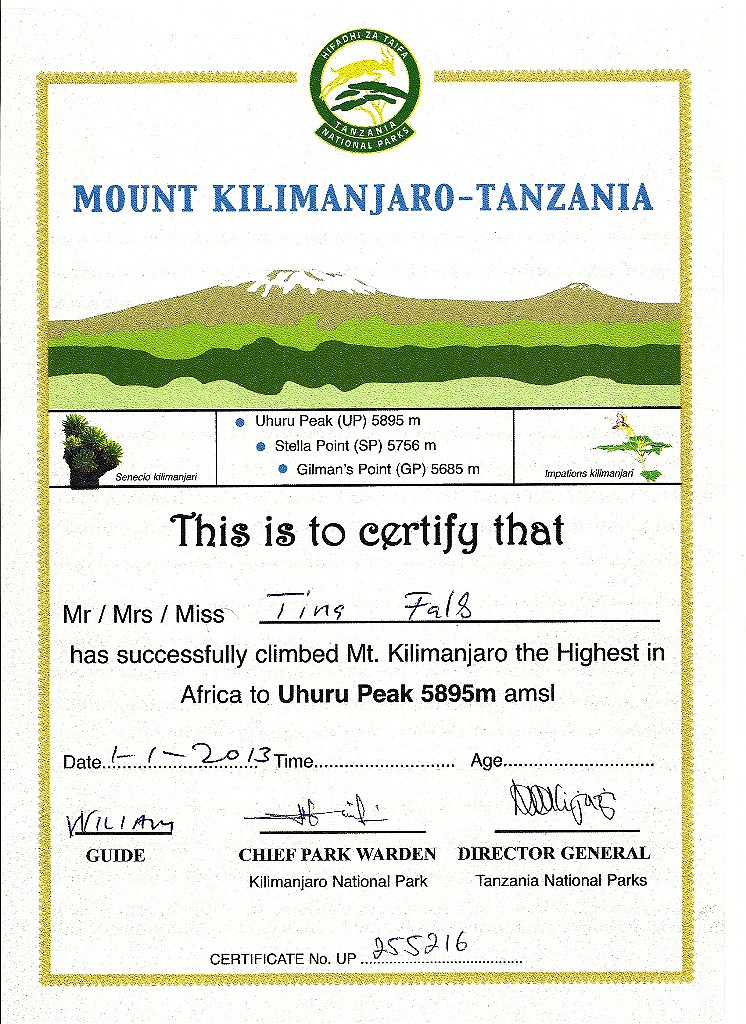 HIFADHI ZA TAIFA
TANZANIA
NATIONAL PARKS
MOUNT KILIMANJARO-TANZANIA
Uhuru Peak (UP) 5895 m
Stella Point (SP) 5756 m
Gilman's Point (GP) 5685 m
Senecio kilimanjari
Impations kilimanjari
This is to certify that
Mr / Mrs / Miss Tina Fals
has successfully climbed Mt. Kilimanjaro the Highest in
Africa to Uhuru Peak 5895m amsl
Date 1-1-2013 Time Age
WILIAM
GUIDE CHIEF PARK WARDEN DIRECTOR GENERAL
Kilimanjaro National Park Tanzania National Parks
CERTIFICATE No. UP 255216